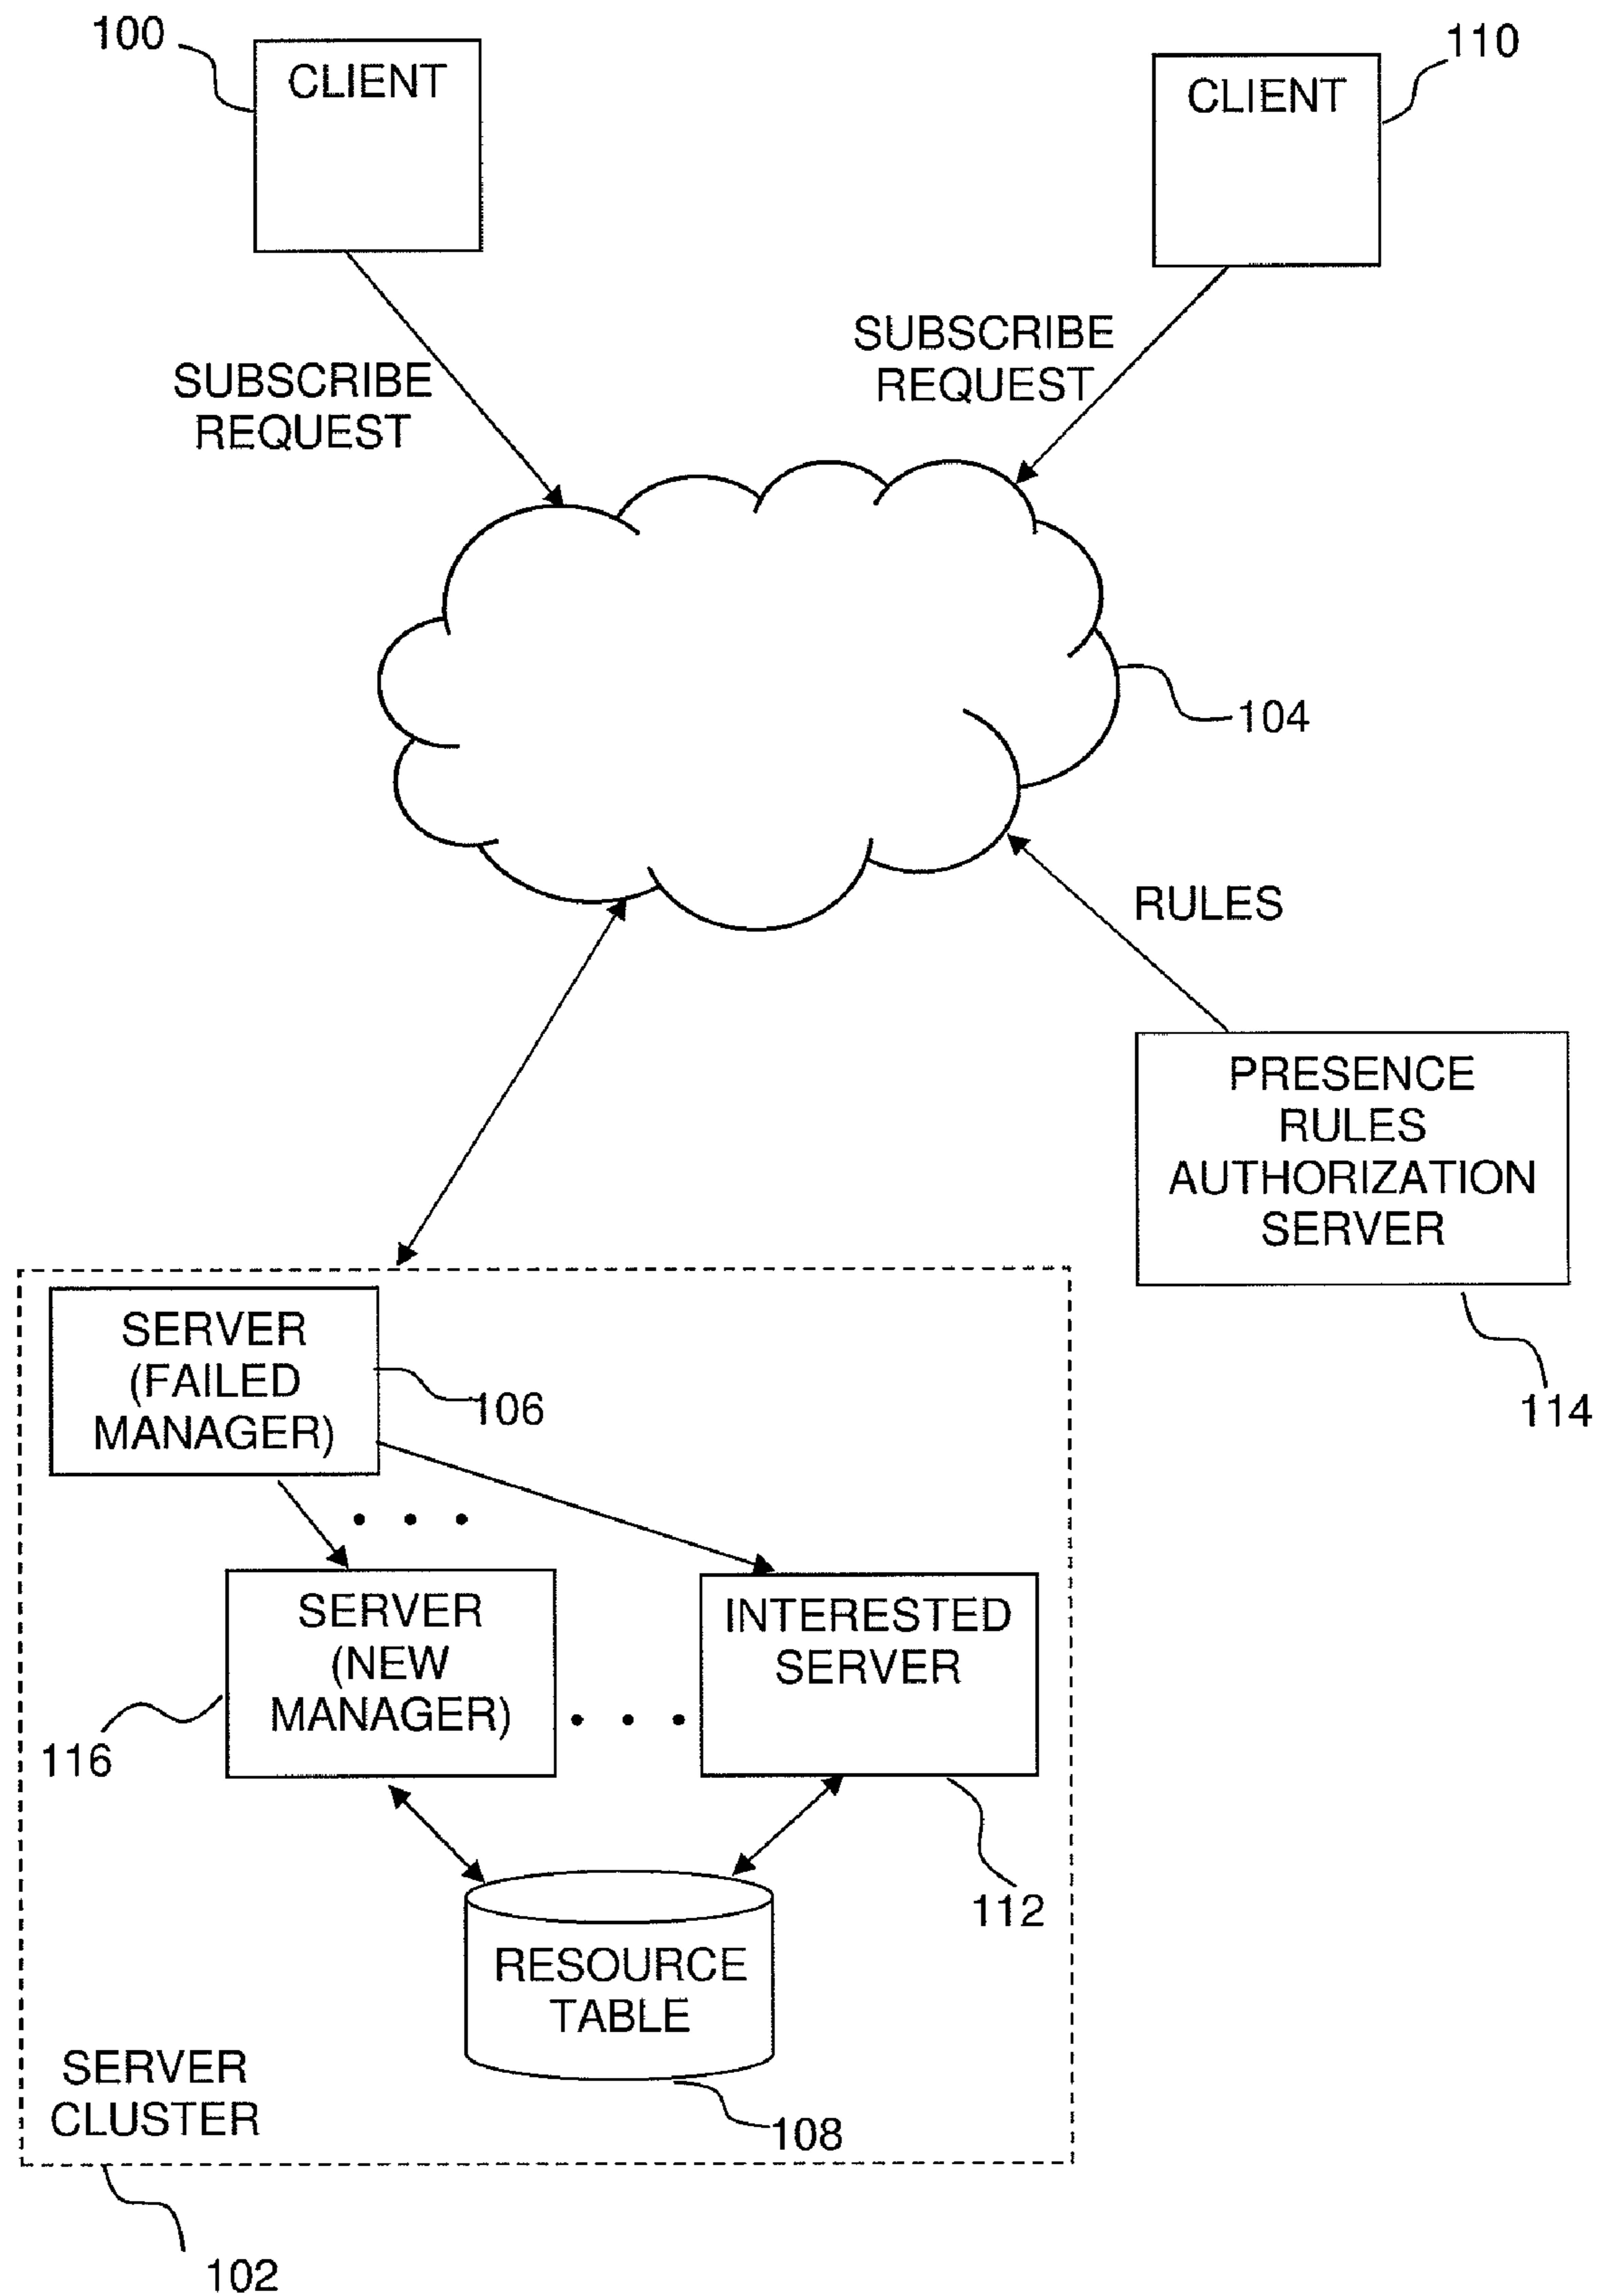 100
CLIENT
110
CLIENT
SUBSCRIBE
REQUEST
SUBSCRIBE
REQUEST
104
RULES
PRESENCE
RULES
AUTHORIZATION
SERVER
114
SERVER
(FAILED
MANAGER)
106
SERVER
(NEW
MANAGER)
116
INTERESTED
SERVER
112
RESOURCE
TABLE
108
SERVER
CLUSTER
102